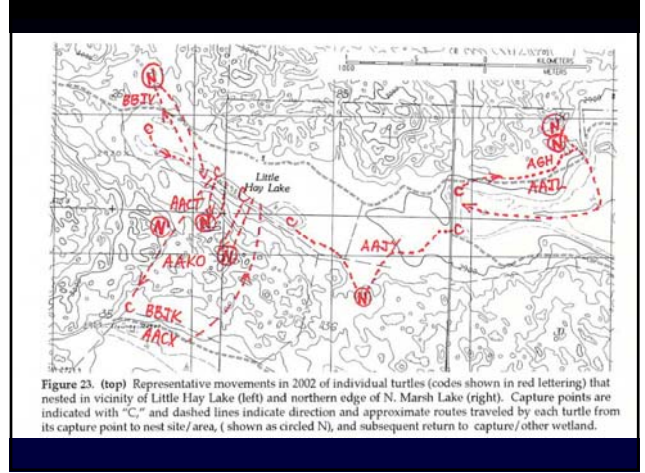 KILOMETERS
1000 0
METERS
BBJV
C
Little
Hay Lake
AGH
AAJL
AACT
AAKO
AAJY
BBJK
AACX
Figure 23. (top) Representative movements in 2002 of individual turtles (codes shown in red lettering) that
nested in vicinity of Little Hay Lake (left) and northern edge of N. Marsh Lake (right). Capture points are
indicated with "C," and dashed lines indicate direction and approximate routes traveled by each turtle from
its capture point to nest site/area, ( shown as circled N), and subsequent return to capture/other wetland.